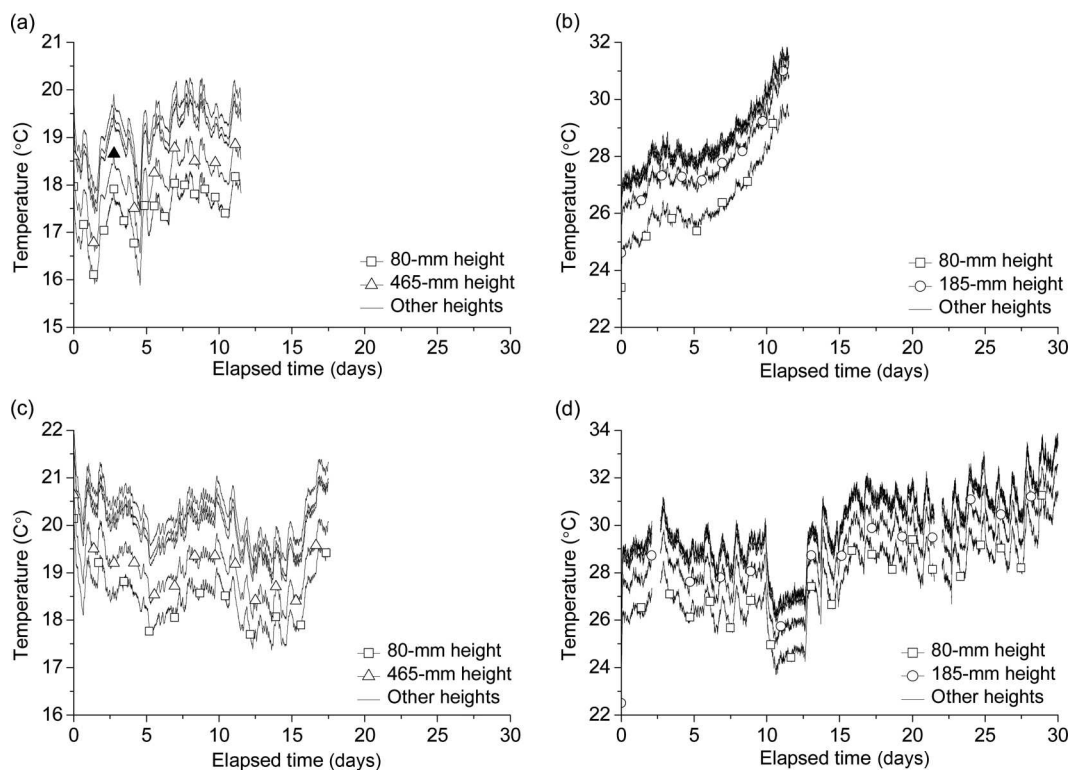 (a)
21
20
19
18
17
16
15
Temperature (°C)
0 5 10 15 20 25 30
Elapsed time (days)
80-mm height
465-mm height
Other heights
(b)
32
30
28
26
24
22
Temperature (°C)
0 5 10 15 20 25 30
Elapsed time (days)
80-mm height
185-mm height
Other heights
(c)
22
21
20
19
18
17
16
Temperature (C°)
0 5 10 15 20 25 30
Elapsed time (days)
80-mm height
465-mm height
Other heights
(d)
34
32
30
28
26
24
22
Temperature (°C)
0 5 10 15 20 25 30
Elapsed time (days)
80-mm height
185-mm height
Other heights